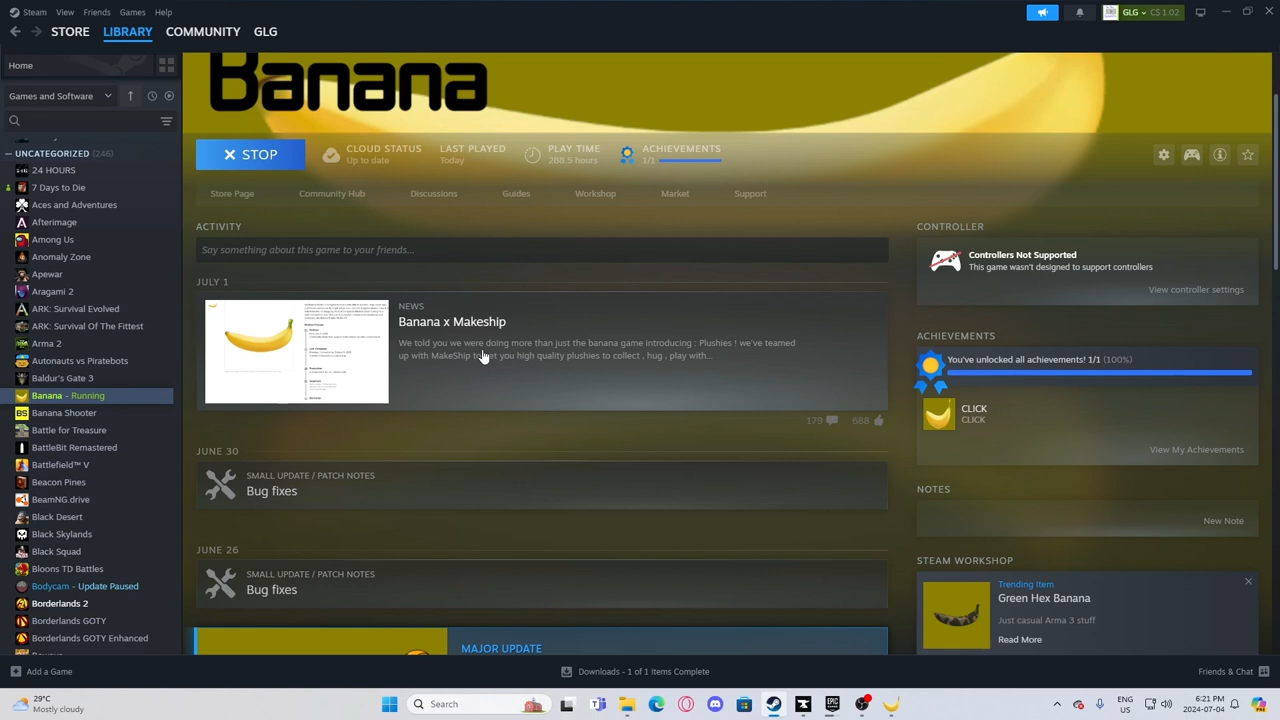 Steam View Friends Games Help
GLG CS 1.02
STORE LIBRARY COMMUNITY GLG
Home
Games and Software
UNCATEGORIZED (246)
24 HOURS
7 Days to Die
Aces and Adventures
Afterimage
Among Us
Anomaly Zone
Apewar
Aragami 2
Arma 3
Autonauts vs Piratebots
Baldur's Gate 3
Banana - Running
Banana Shooter
Battle for Treasure
BattleBit Remastered
Battlefield™ V
Beacon Pines
BeamNG.drive
Black Desert
Black Skylands
Black Squad
Bloons TD Battles
Bodycam - Update Paused
Borderlands 2
Borderlands GOTY
Borderlands GOTY Enhanced
Banana
STOP
CLOUD STATUS
Up to date
LAST PLAYED
Today
PLAY TIME
288.5 hours
ACHIEVEMENTS
1/1
Store Page Community Hub Discussions Guides Workshop Market Support
ACTIVITY
Say something about this game to your friends...
JULY 1
NEWS
Banana x MakeShip
We told you we were doing more than just the banana game introducing : Plushies ! we've teamed
up with MakeShip to get you high quality plushies to collect , hug , play with...
179 688
JUNE 30
SMALL UPDATE / PATCH NOTES
Bug fixes
JUNE 26
SMALL UPDATE / PATCH NOTES
Bug fixes
MAJOR UPDATE
CONTROLLER
Controllers Not Supported
This game wasn't designed to support controllers
View controller settings
ACHIEVEMENTS
You've unlocked all achievements! 1/1 (100%)
CLICK
CLICK
View My Achievements
NOTES
New Note
STEAM WORKSHOP
Trending Item
Green Hex Banana
Just casual Arma 3 stuff
Read More
Add a Game
Downloads - 1 of 1 Items Complete
Friends & Chat
29°C
Mostly cloudy
Search
ENG
US
6:21 PM
2024-07-04